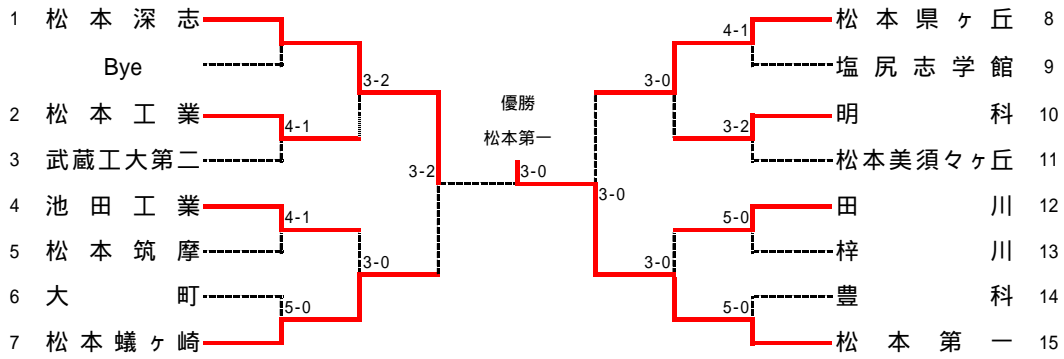 1 松本深志
Bye
2 松本工業
3 武蔵工大第二
4 池田工業
5 松本筑摩
6 大町
7 松本蟻ヶ崎
4-1
4-1
5-0
3-2
3-0
3-2
優勝
松本第一
3-0
3-0
3-0
3-0
4-1
3-2
5-0
5-0
松本県ヶ丘 8
塩尻志学館 9
明科 10
松本美須々ヶ丘 11
田川 12
梓川 13
豊科 14
松本第一 15